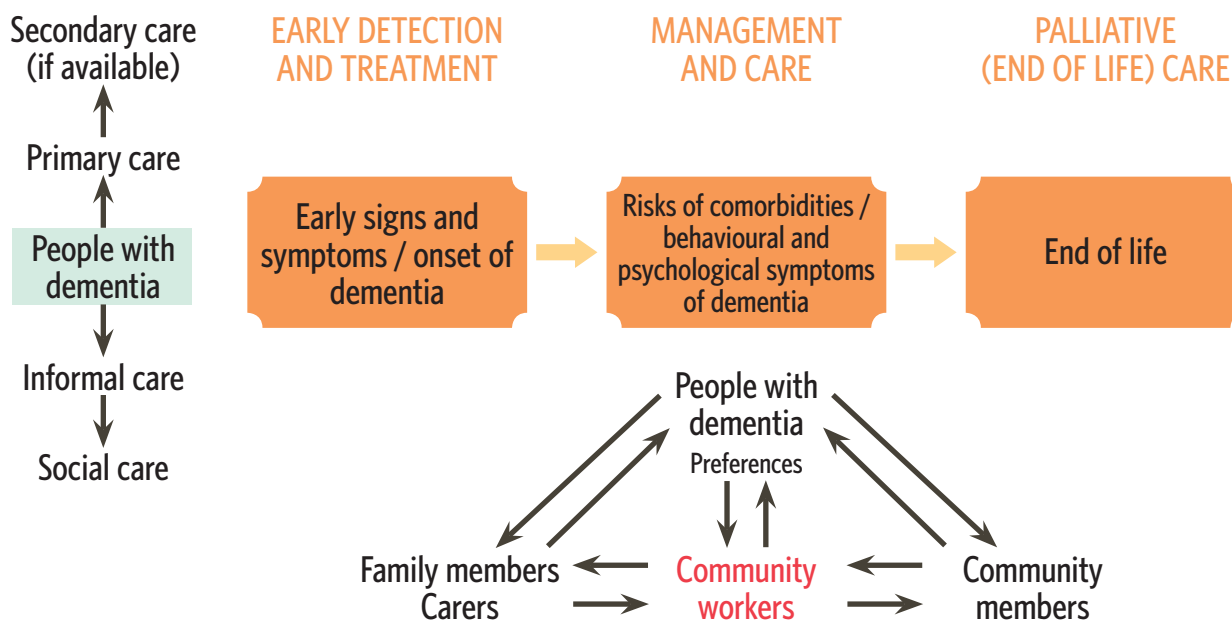 Secondary care
(if available)
Primary care
People with
dementia
Informal care
Social care
EARLY DETECTION
AND TREATMENT
MANAGEMENT
AND CARE
PALLIATIVE
(END OF LIFE) CARE
Early signs and
symptoms / onset of
dementia
Risks of comorbidities /
behavioural and
psychological symptoms
of dementia
End of life
People with
dementia
Preferences
Family members
Carers
Community
workers
Community
members